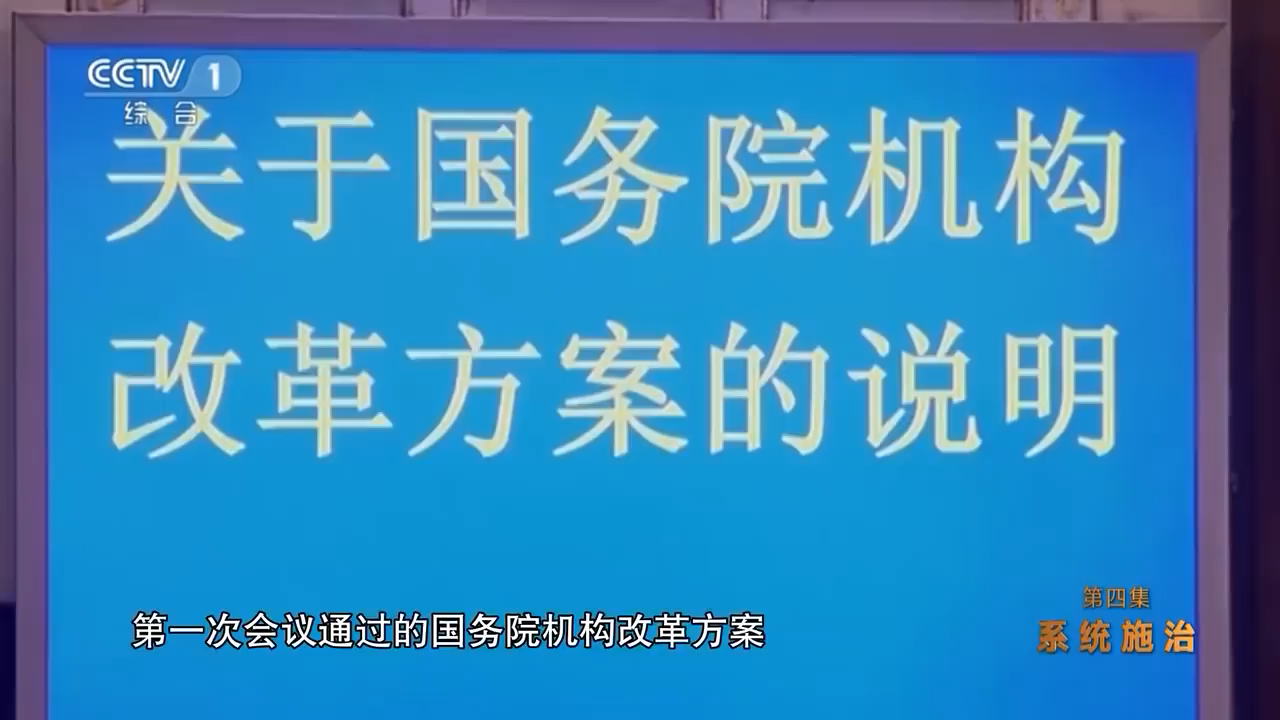 CCTV 1
综合
关于国务院机构
改革方案的说明
第一次会议通过的国务院机构改革方案
第四集
系统施治